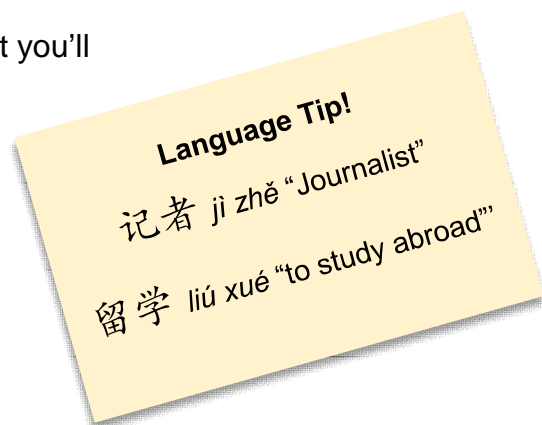 t you’ll
Language Tip!
记者 jì zhě “Journalist”
留学 liú xué “to study abroad”’